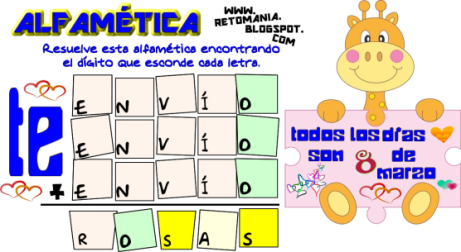 ALFAMÉTICA
WWW.
RETOMANIA.
BLOGSPOT.
COM
Resuelve esta alfamética encontrando
el dígito que esconde cada letra.
te
E N V Í O
E N V Í O
+ E N V Í O
R O S A S
todos los días
son 8 de
marzo